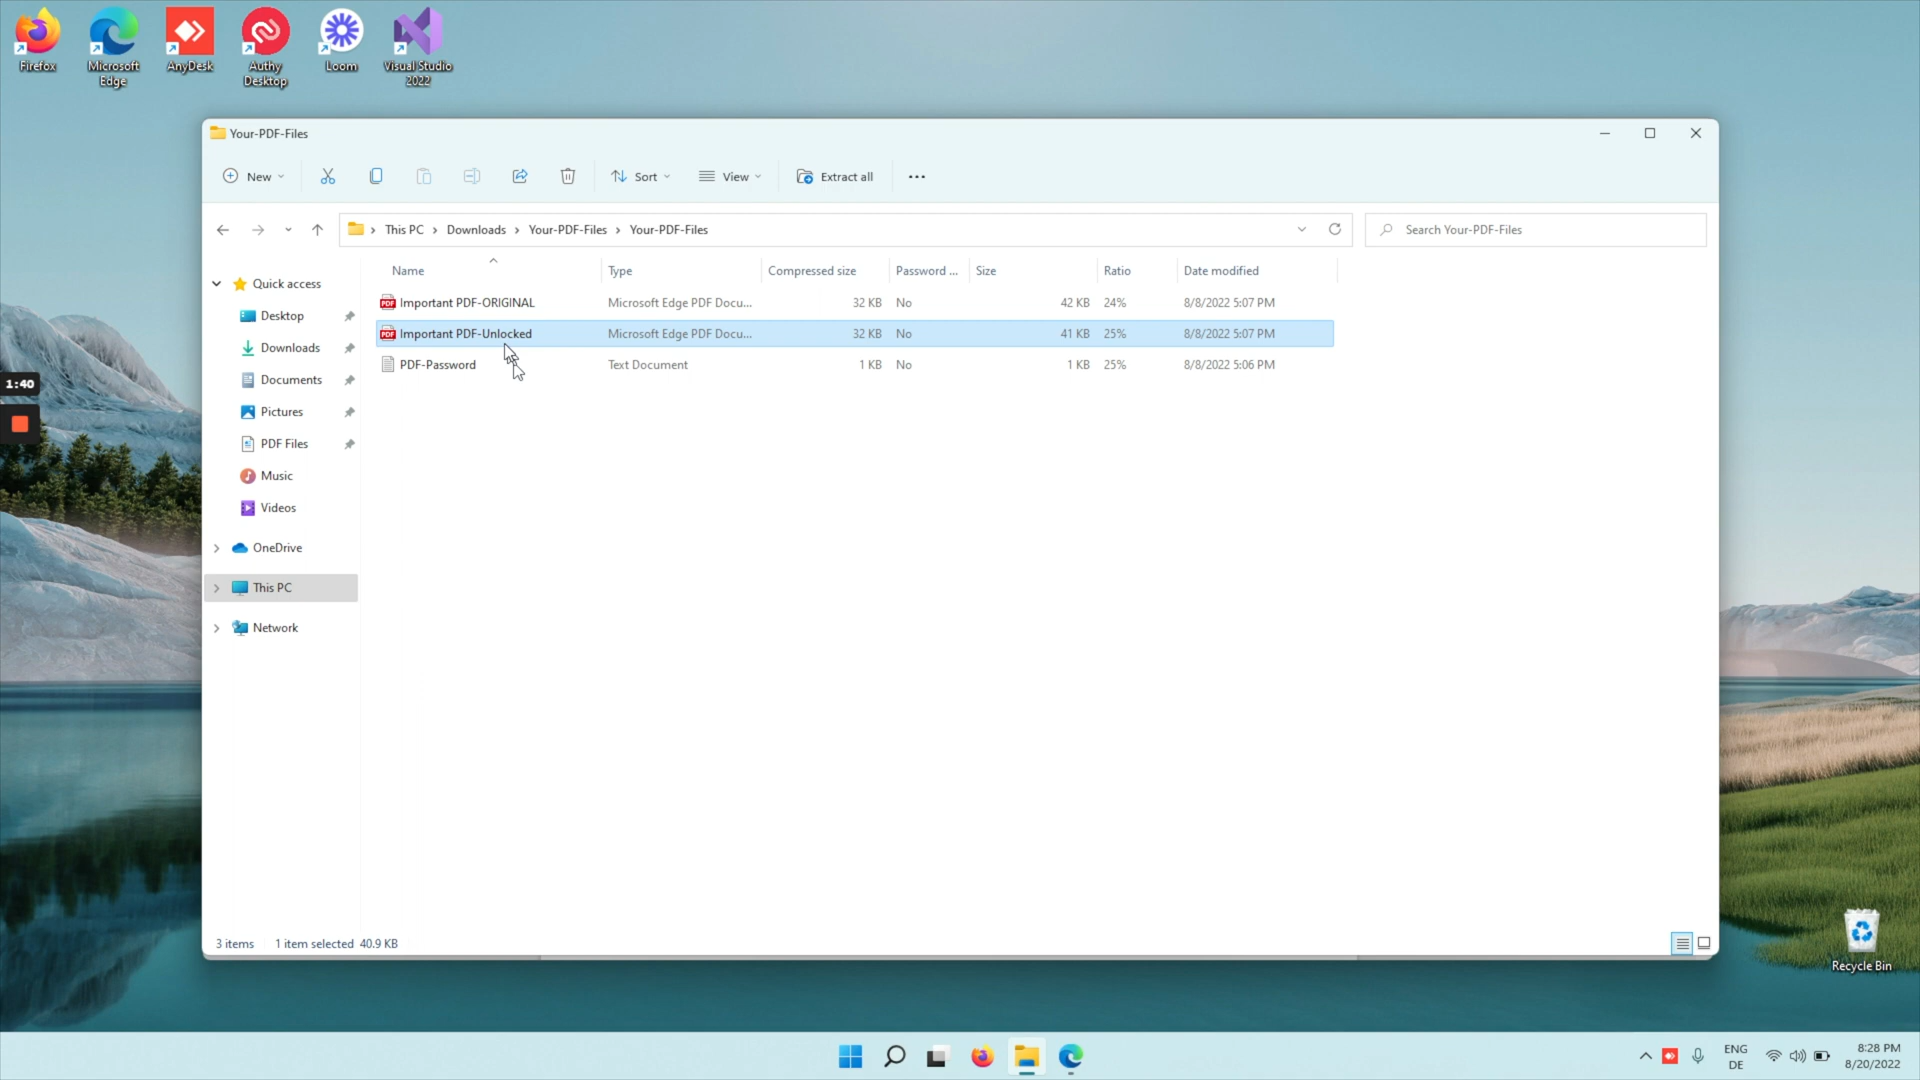 Firefox
Microsoft Edge
AnyDesk
Authy Desktop
Loom
Visual Studio 2022
Your-PDF-Files
New
Sort
View
Extract all
This PC > Downloads > Your-PDF-Files > Your-PDF-Files
Search Your-PDF-Files
Name Type Compressed size Password ... Size Ratio Date modified
Important PDF-ORIGINAL Microsoft Edge PDF Docu... 32 KB No 42 KB 24% 8/8/2022 5:07 PM
Important PDF-Unlocked Microsoft Edge PDF Docu... 32 KB No 41 KB 25% 8/8/2022 5:07 PM
PDF-Password Text Document 1 KB No 1 KB 25% 8/8/2022 5:06 PM
Quick access
Desktop
Downloads
Documents
Pictures
PDF Files
Music
Videos
OneDrive
This PC
Network
1:40
3 items 1 item selected 40.9 KB
Recycle Bin
ENG
DE
8:28 PM
8/20/2022